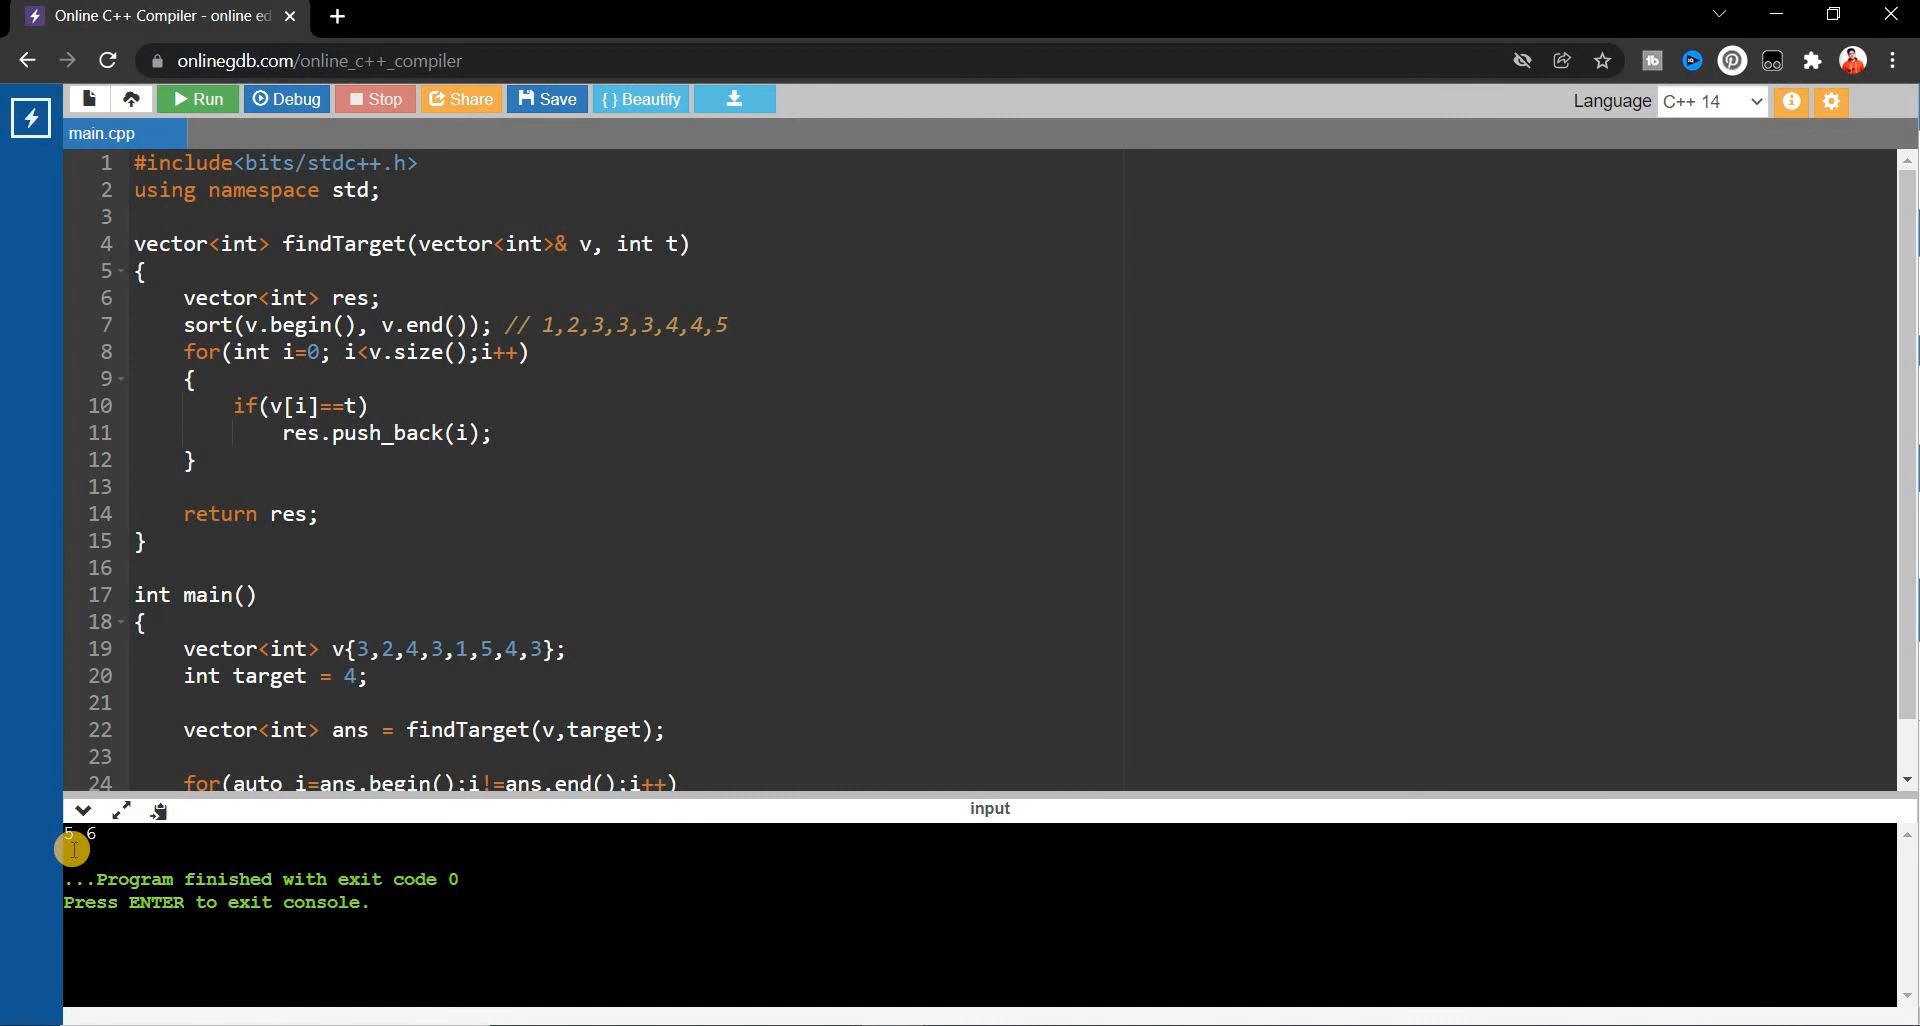 Online C++ Compiler - online ed
onlinegdb.com/online_c++_compiler
Run Debug Stop Share Save { } Beautify Language C++ 14
main.cpp
1 #include<bits/stdc++.h>
2 using namespace std;
3
4 vector<int> findTarget(vector<int>& v, int t)
5 {
6 vector<int> res;
7 sort(v.begin(), v.end()); // 1,2,3,3,3,4,4,5
8 for(int i=0; i<v.size();i++)
9 {
10 if(v[i]==t)
11 res.push_back(i);
12 }
13
14 return res;
15 }
16
17 int main()
18 {
19 vector<int> v{3,2,4,3,1,5,4,3};
20 int target = 4;
21
22 vector<int> ans = findTarget(v,target);
23
24 for(auto i=ans.begin();i!=ans.end();i++)
input
5 6
...Program finished with exit code 0
Press ENTER to exit console.